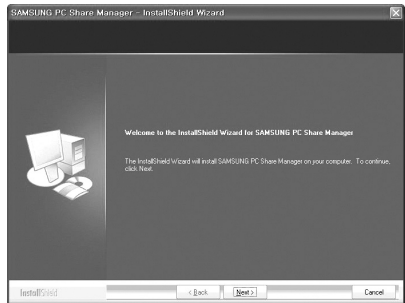 SAMSUNG PC Share Manager - InstallShield Wizard
Welcome to the InstallShield Wizard for SAMSUNG PC Share Manager
The InstallShield Wizard will install SAMSUNG PC Share Manager on your computer. To continue,
click Next.
InstallShield
< Back
Next >
Cancel